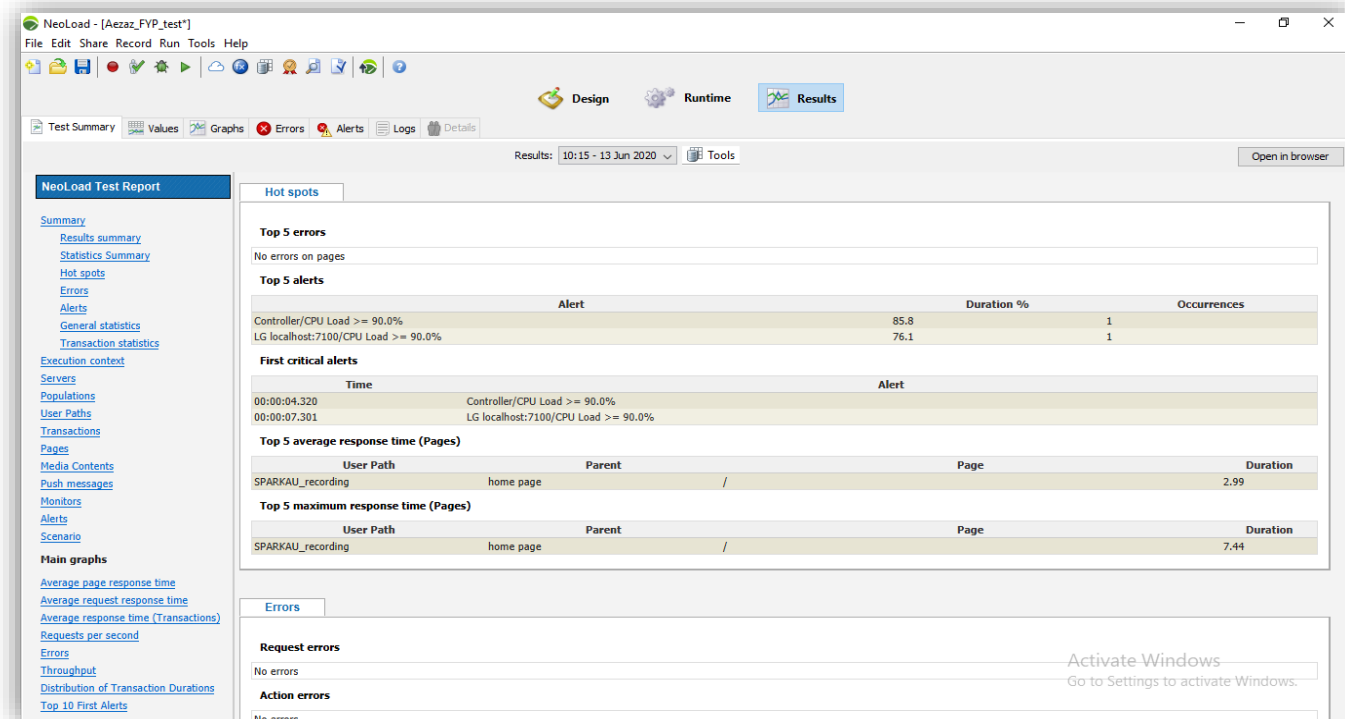 NeoLoad - [Aezaz_FYP_test*]
File Edit Share Record Run Tools Help
Design Runtime Results
Test Summary Values Graphs Errors Alerts Logs Details
Results: 10:15 - 13 Jun 2020 Tools Open in browser
NeoLoad Test Report
Summary
Results summary
Statistics Summary
Hot spots
Errors
Alerts
General statistics
Transaction statistics
Execution context
Servers
Populations
User Paths
Transactions
Pages
Media Contents
Push messages
Monitors
Alerts
Scenario
Main graphs
Average page response time
Average request response time
Average response time (Transactions)
Requests per second
Errors
Throughput
Distribution of Transaction Durations
Top 10 First Alerts
Hot spots
Top 5 errors
No errors on pages
Top 5 alerts
Alert Duration % Occurrences
Controller/CPU Load >= 90.0% 85.8 1
LG localhost:7100/CPU Load >= 90.0% 76.1 1
First critical alerts
Time Alert
00:00:04.320 Controller/CPU Load >= 90.0%
00:00:07.301 LG localhost:7100/CPU Load >= 90.0%
Top 5 average response time (Pages)
User Path Parent Page Duration
SPARKAU_recording home page / 2.99
Top 5 maximum response time (Pages)
User Path Parent Page Duration
SPARKAU_recording home page / 7.44
Errors
Request errors
No errors
Action errors
No errors
Activate Windows
Go to Settings to activate Windows.